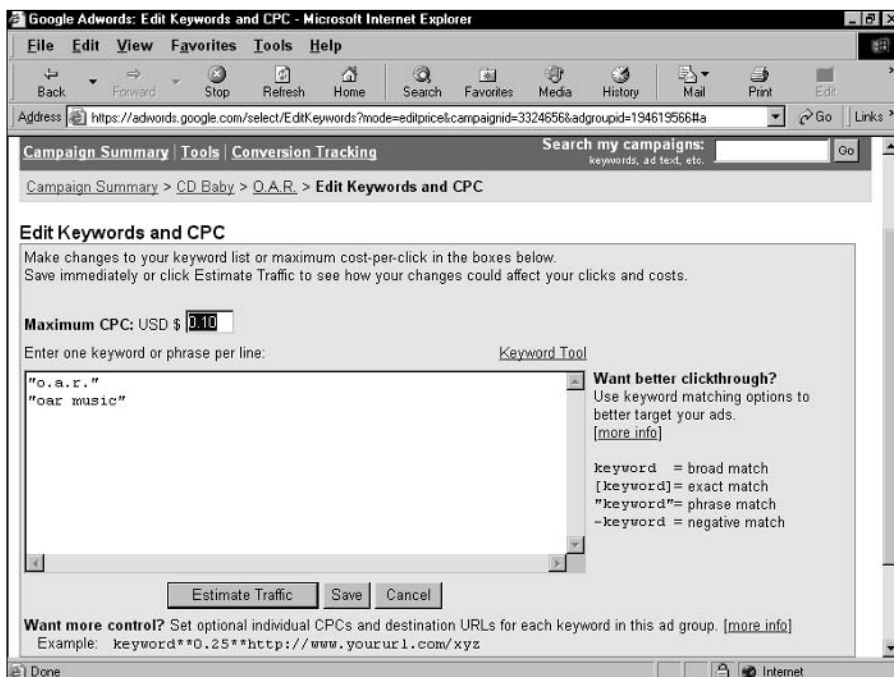 Google Adwords: Edit Keywords and CPC - Microsoft Internet Explorer
File Edit View Favorites Tools Help
Back Forward Stop Refresh Home Search Favorites Media History Mail Print Edit
Address https://adwords.google.com/select/EditKeywords?mode=editprice&campaignid=3324656&adgroupid=194619566#a Go Links
Campaign Summary | Tools | Conversion Tracking Search my campaigns: Go
keywords, ad text, etc.
Campaign Summary > CD Baby > O.A.R. > Edit Keywords and CPC
Edit Keywords and CPC
Make changes to your keyword list or maximum cost-per-click in the boxes below.
Save immediately or click Estimate Traffic to see how your changes could affect your clicks and costs.
Maximum CPC: USD $ 0.10
Enter one keyword or phrase per line: Keyword Tool
"o.a.r."
"oar music"
Want better clickthrough?
Use keyword matching options to
better target your ads.
[more info]
keyword = broad match
[keyword]= exact match
"keyword"= phrase match
-keyword = negative match
Estimate Traffic Save Cancel
Want more control? Set optional individual CPCs and destination URLs for each keyword in this ad group. [more info]
Example: keyword**0.25**http://www.yoururl.com/xyz
Done Internet